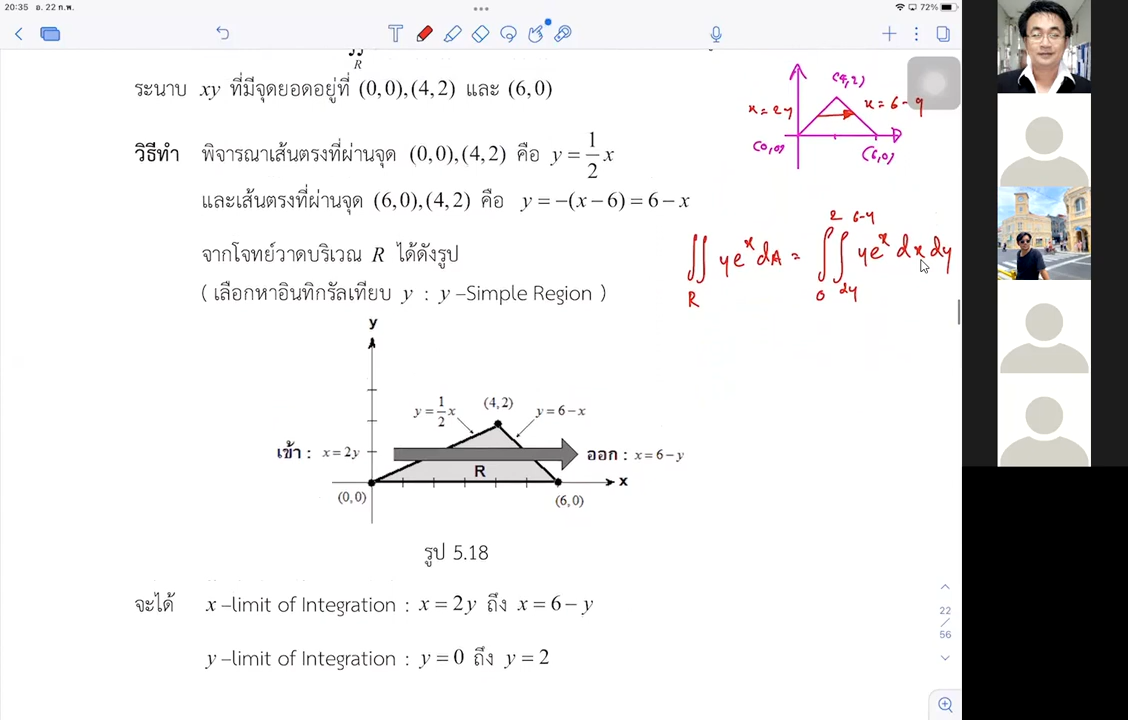 20:35 อ. 22 ก.พ.
72%
R
ระนาบ xy ที่มีจุดยอดอยู่ที่ (0,0),(4,2) และ (6,0)
(4,2)
x = 2y
x = 6-y
(0,0)
(6,0)
วิธีทำ พิจารณาเส้นตรงที่ผ่านจุด (0,0),(4,2) คือ y = 1/2 x
และเส้นตรงที่ผ่านจุด (6,0),(4,2) คือ y = −(x − 6) = 6 − x
จากโจทย์วาดบริเวณ R ได้ดังรูป
( เลือกหาอินทิกรัลเทียบ y : y –Simple Region )
2 6-y
∬ ye^x dA = ∫∫ ye^x dx dy
R 0 2y
y
(4,2)
y = 1/2 x
y = 6 − x
เข้า : x = 2y
ออก : x = 6 − y
R
x
(0,0)
(6,0)
รูป 5.18
จะได้ x –limit of Integration : x = 2y ถึง x = 6 − y
y –limit of Integration : y = 0 ถึง y = 2
22
/
56